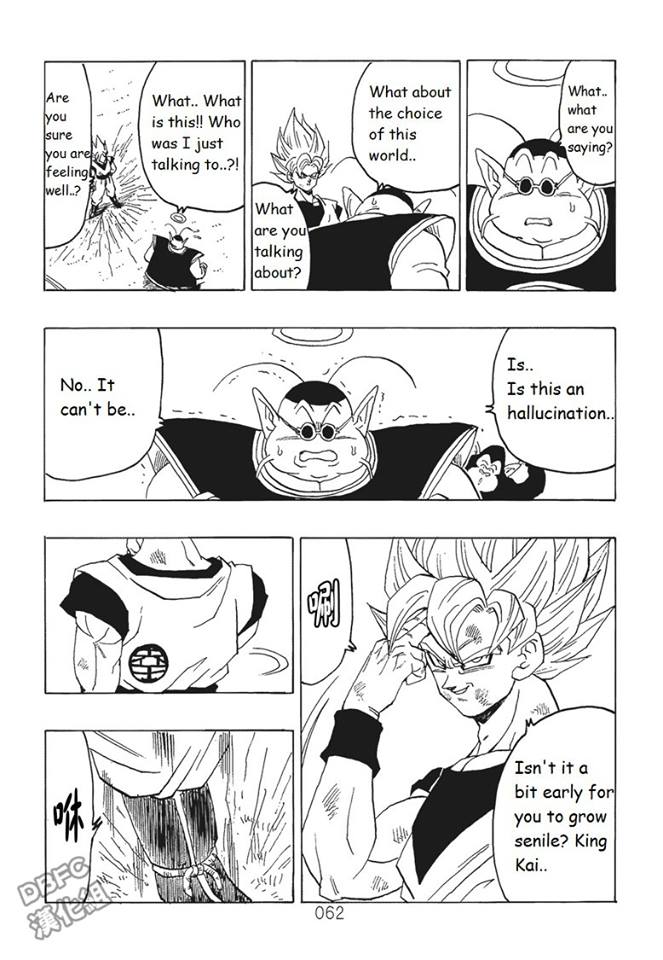 What..
what
are you
saying?
What about
the choice
of this
world..
What
are you
talking
about?
What.. What
is this!! Who
was I just
talking to..?!
Are
you
sure
you are
feeling
well..?
Is..
Is this an
hallucination..
No.. It
can't be..
唰
Isn't it a
bit early for
you to grow
senile? King
Kai..
咻
DBFC
漢化組
062